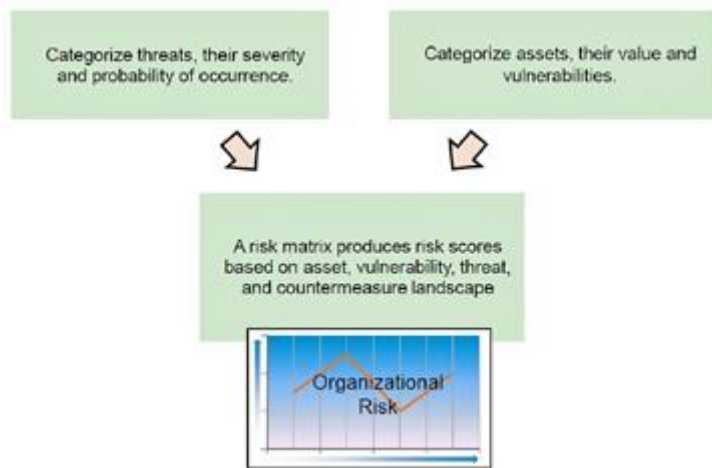 Categorize threats, their severity
and probability of occurrence.
Categorize assets, their value and
vulnerabilities.
A risk matrix produces risk scores
based on asset, vulnerability, threat,
and countermeasure landscape
Organizational
Risk